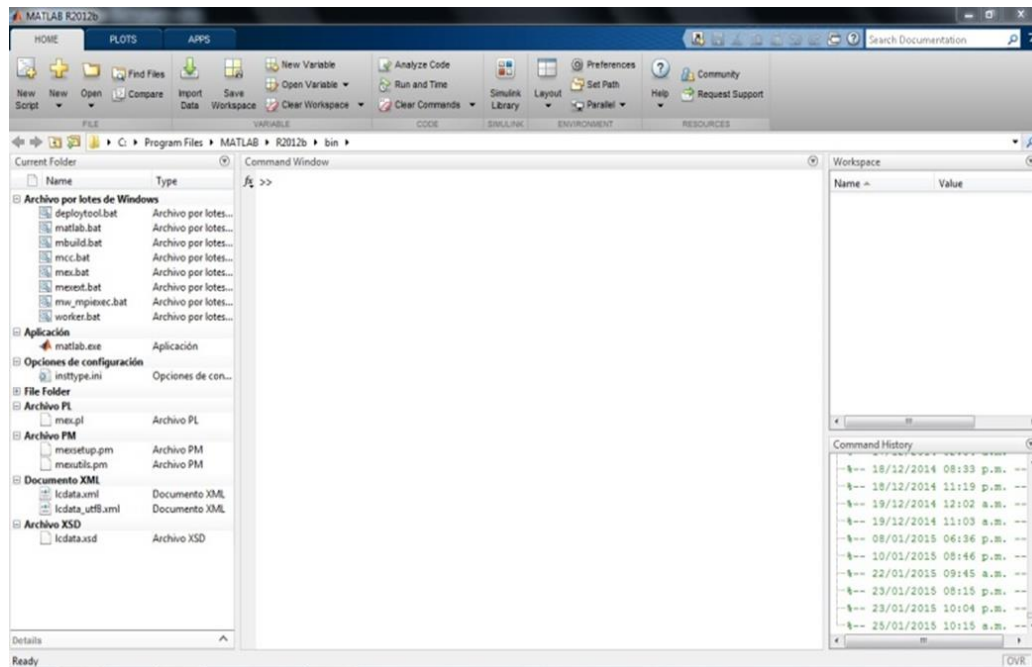 MATLAB R2012b
HOME PLOTS APPS Search Documentation
New Script New Open Find Files Compare Import Data Save Workspace New Variable Open Variable Clear Workspace Analyze Code Run and Time Clear Commands Simulink Library Layout Preferences Set Path Parallel Help Community Request Support
FILE VARIABLE CODE SIMULINK ENVIRONMENT RESOURCES
C: Program Files MATLAB R2012b bin
Current Folder
Name Type
Archivo por lotes de Windows
deploytool.bat Archivo por lotes...
matlab.bat Archivo por lotes...
mbuild.bat Archivo por lotes...
mcc.bat Archivo por lotes...
mex.bat Archivo por lotes...
mexext.bat Archivo por lotes...
mw_mpiexec.bat Archivo por lotes...
worker.bat Archivo por lotes...
Aplicación
matlab.exe Aplicación
Opciones de configuración
insttype.ini Opciones de con...
File Folder
Archivo PL
mex.pl Archivo PL
Archivo PM
mexsetup.pm Archivo PM
mexutils.pm Archivo PM
Documento XML
lcdata.xml Documento XML
lcdata_utf8.xml Documento XML
Archivo XSD
lcdata.xsd Archivo XSD
Details
Ready
Command Window
fx >>
Workspace
Name Value
Command History
%-- 18/12/2014 08:33 p.m. --
%-- 18/12/2014 11:19 p.m. --
%-- 19/12/2014 12:02 a.m. --
%-- 19/12/2014 11:03 a.m. --
%-- 08/01/2015 06:36 p.m. --
%-- 10/01/2015 08:46 p.m. --
%-- 22/01/2015 09:45 a.m. --
%-- 23/01/2015 08:15 p.m. --
%-- 23/01/2015 10:04 p.m. --
%-- 25/01/2015 10:15 a.m. --
OVR